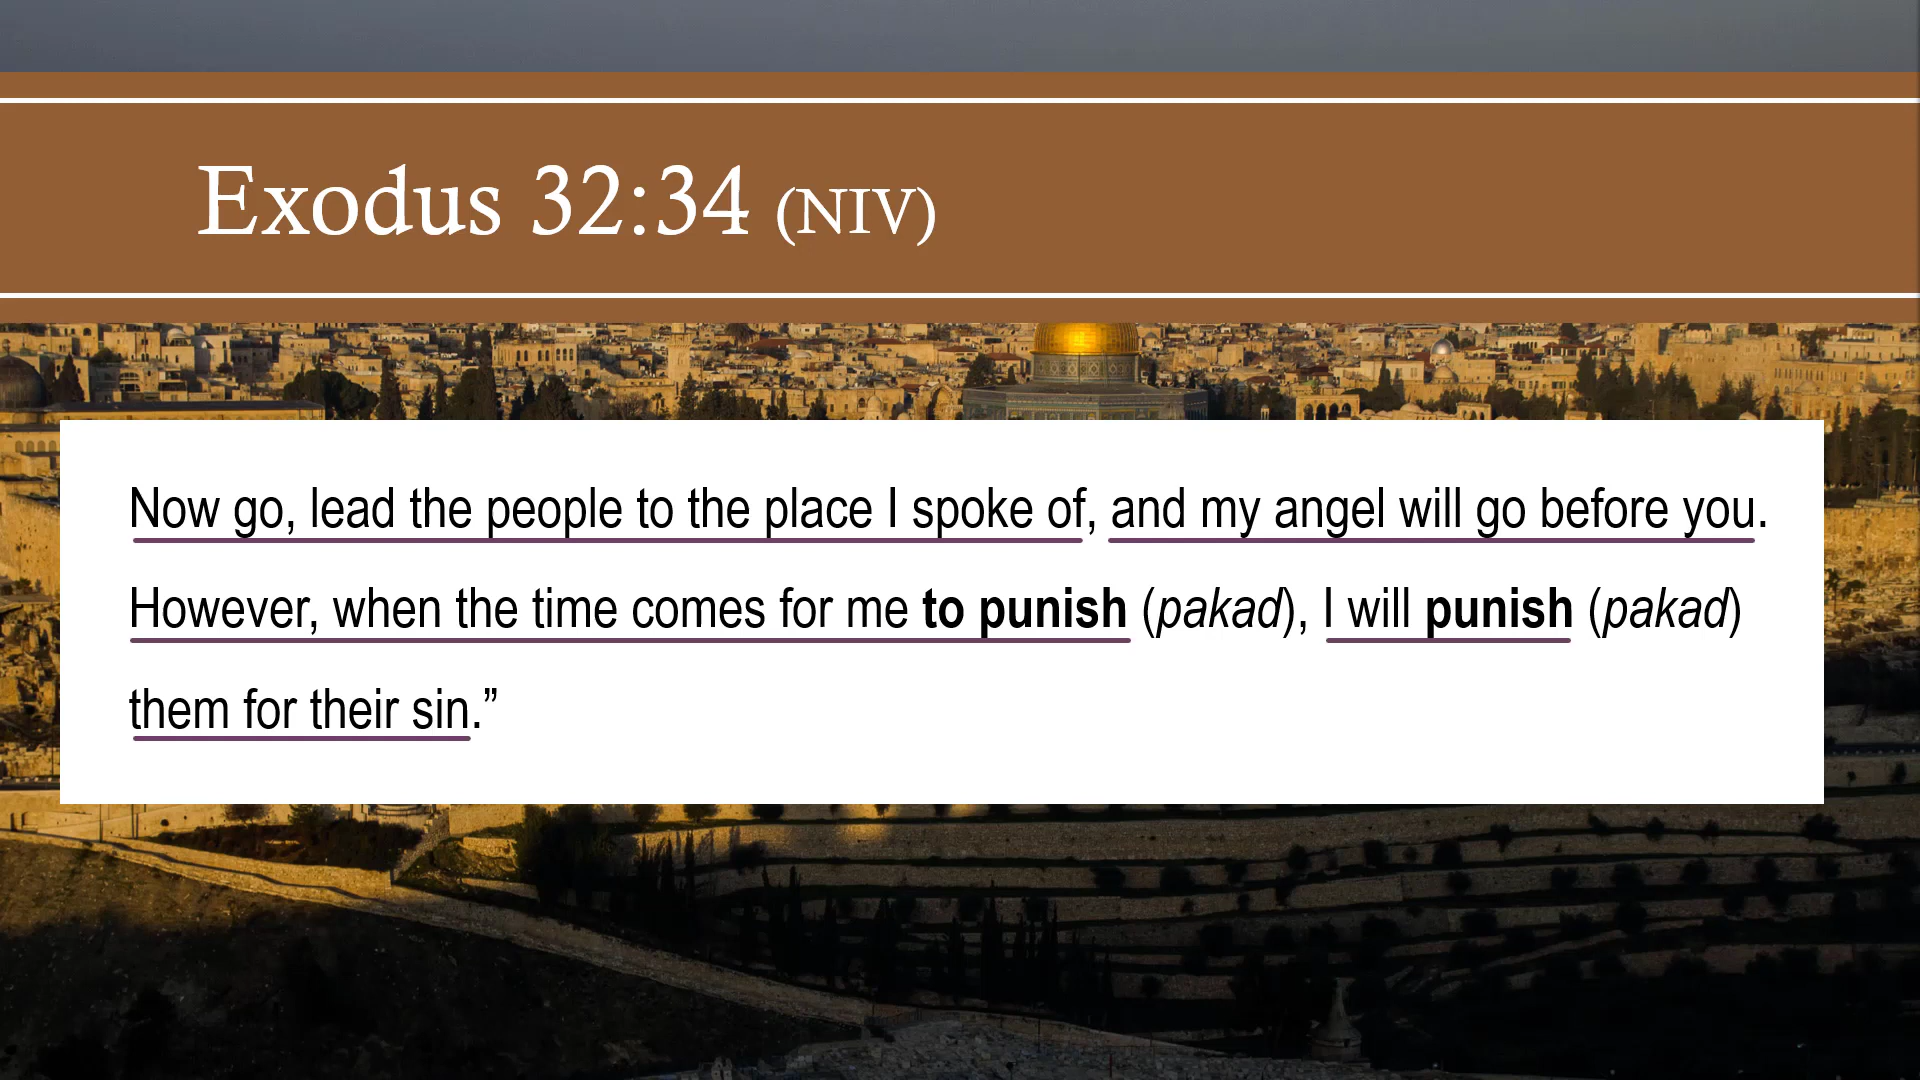 Exodus 32:34 (NIV)
Now go, lead the people to the place I spoke of, and my angel will go before you.
However, when the time comes for me to punish (pakad), I will punish (pakad)
them for their sin.”